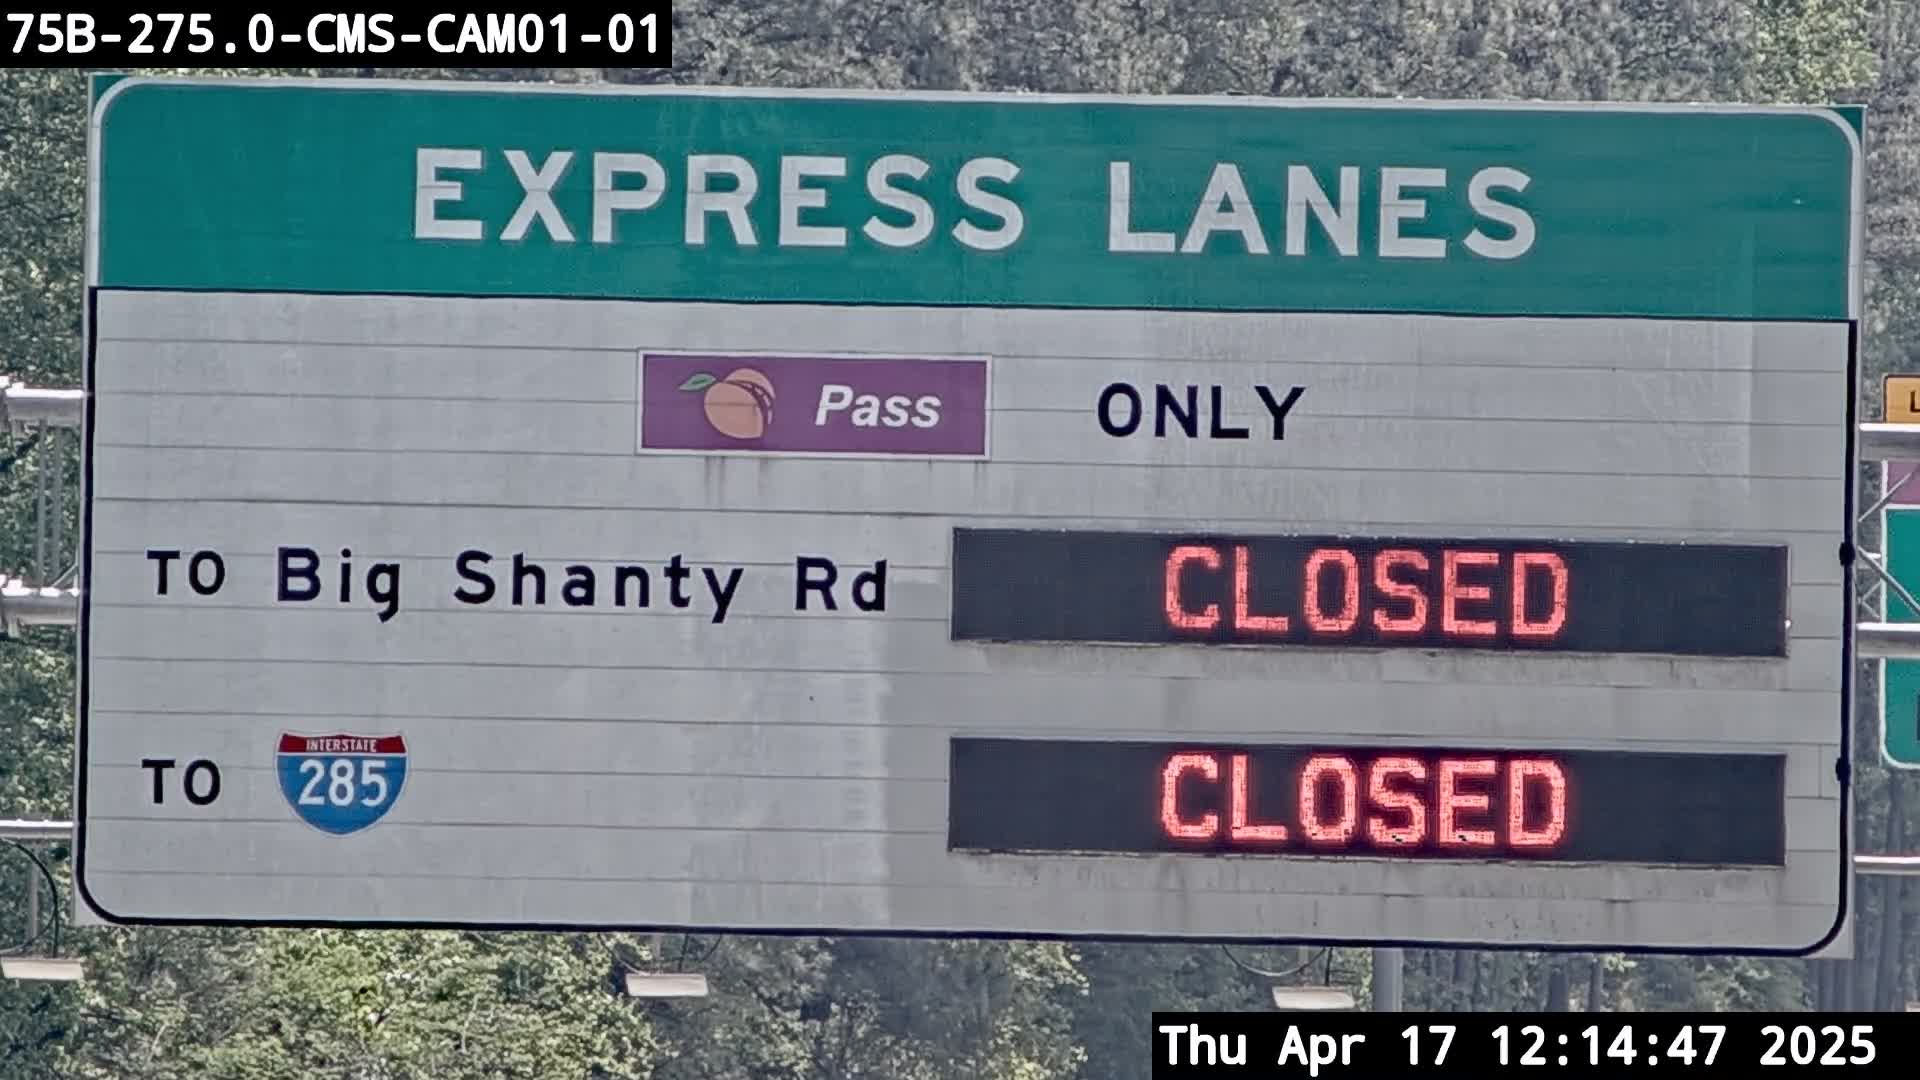 75B-275.0-CMS-CAM01-01
EXPRESS LANES
Pass ONLY
TO Big Shanty Rd CLOSED
TO INTERSTATE 285 CLOSED
Thu Apr 17 12:14:47 2025